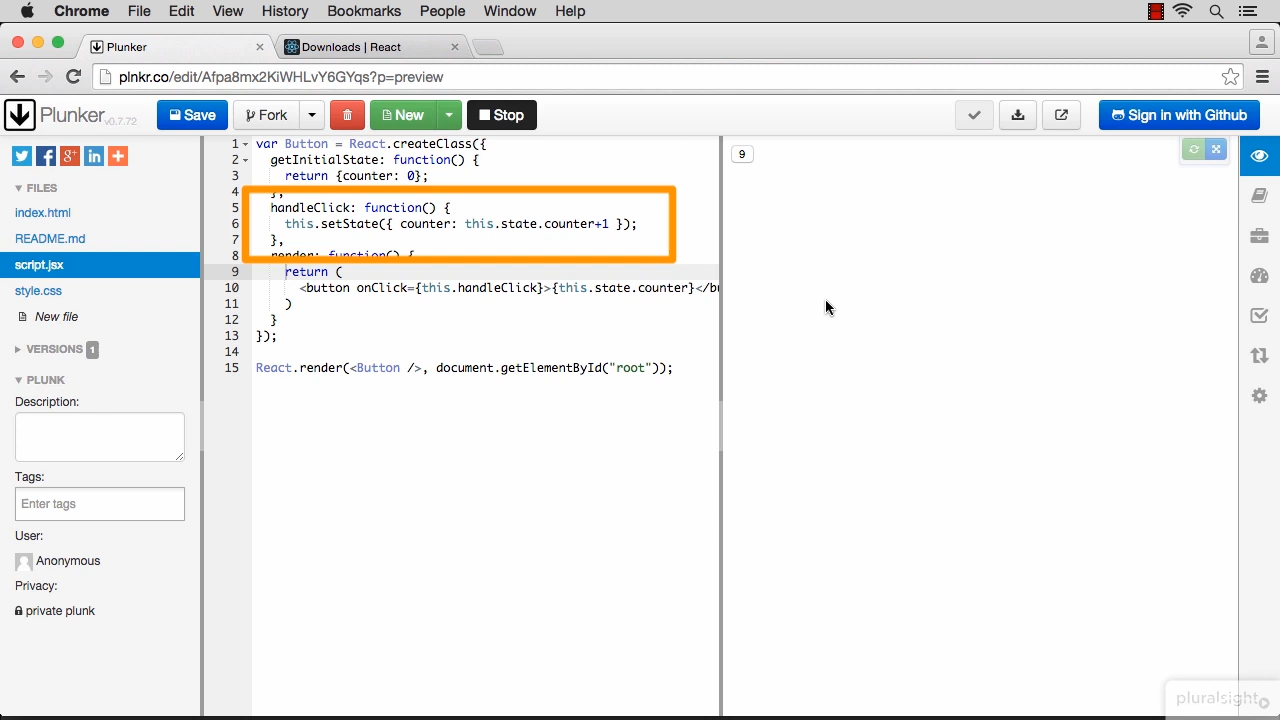 Chrome File Edit View History Bookmarks People Window Help
Plunker
Downloads | React
plnkr.co/edit/Afpa8mx2KiWHLvY6GYqs?p=preview
Plunker v0.7.72
Save Fork New Stop Sign in with Github
FILES
index.html
README.md
script.jsx
style.css
New file
VERSIONS 1
PLUNK
Description:
Tags:
Enter tags
User:
Anonymous
Privacy:
private plunk
1 var Button = React.createClass({
2 getInitialState: function() {
3 return {counter: 0};
4 },
5 handleClick: function() {
6 this.setState({ counter: this.state.counter+1 });
7 },
8 render: function() {
9 return (
10 <button onClick={this.handleClick}>{this.state.counter}</bu
11 )
12 }
13 });
14
15 React.render(<Button />, document.getElementById("root"));
9
pluralsight